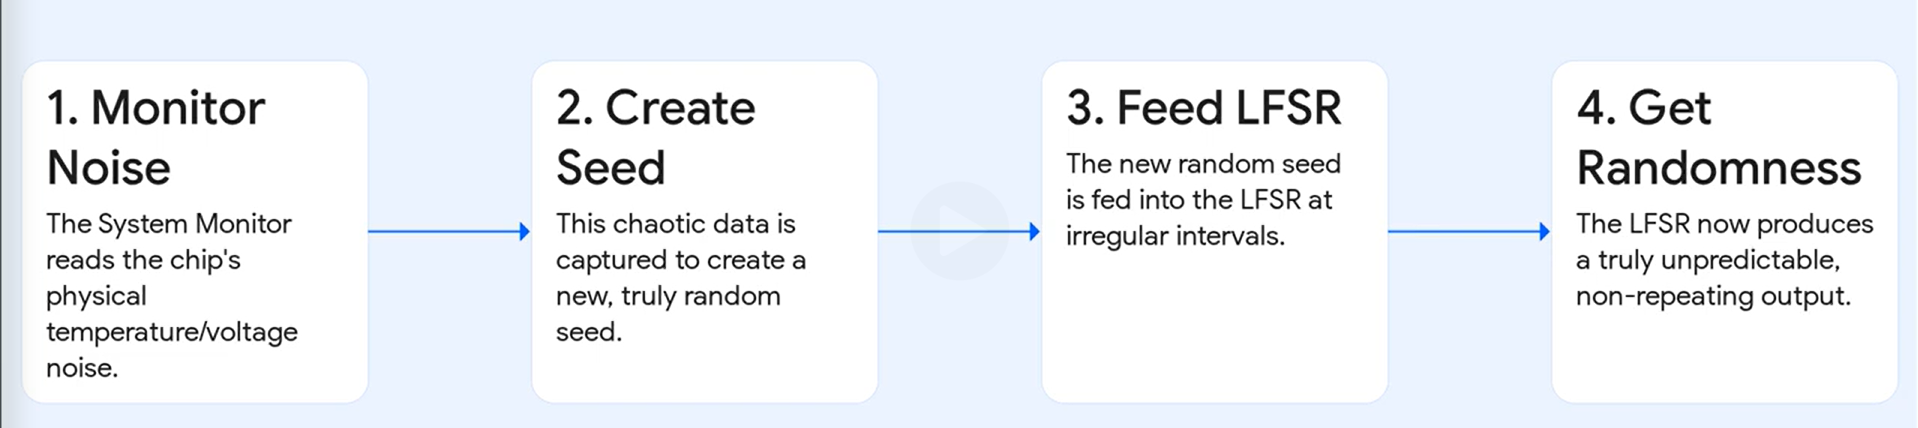 1. Monitor
Noise
The System Monitor
reads the chip's
physical
temperature/voltage
noise.
2. Create
Seed
This chaotic data is
captured to create a
new, truly random
seed.
3. Feed LFSR
The new random seed
is fed into the LFSR at
irregular intervals.
4. Get
Randomness
The LFSR now produces
a truly unpredictable,
non-repeating output.